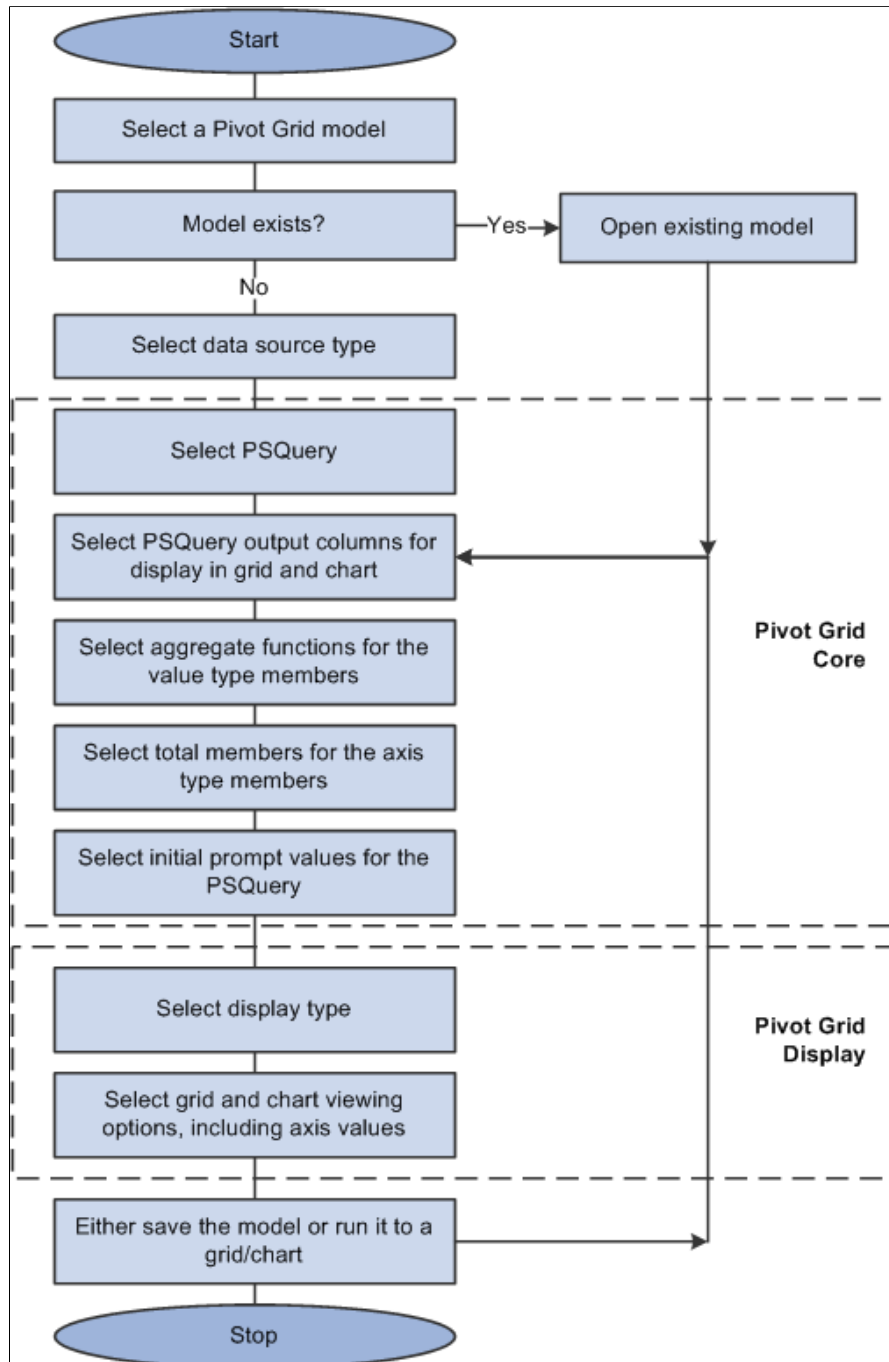 Start
Select a Pivot Grid model
Model exists?
Yes
Open existing model
No
Select data source type
Select PSQuery
Select PSQuery output columns for
display in grid and chart
Select aggregate functions for the
value type members
Pivot Grid
Core
Select total members for the axis
type members
Select initial prompt values for the
PSQuery
Select display type
Pivot Grid
Display
Select grid and chart viewing
options, including axis values
Either save the model or run it to a
grid/chart
Stop